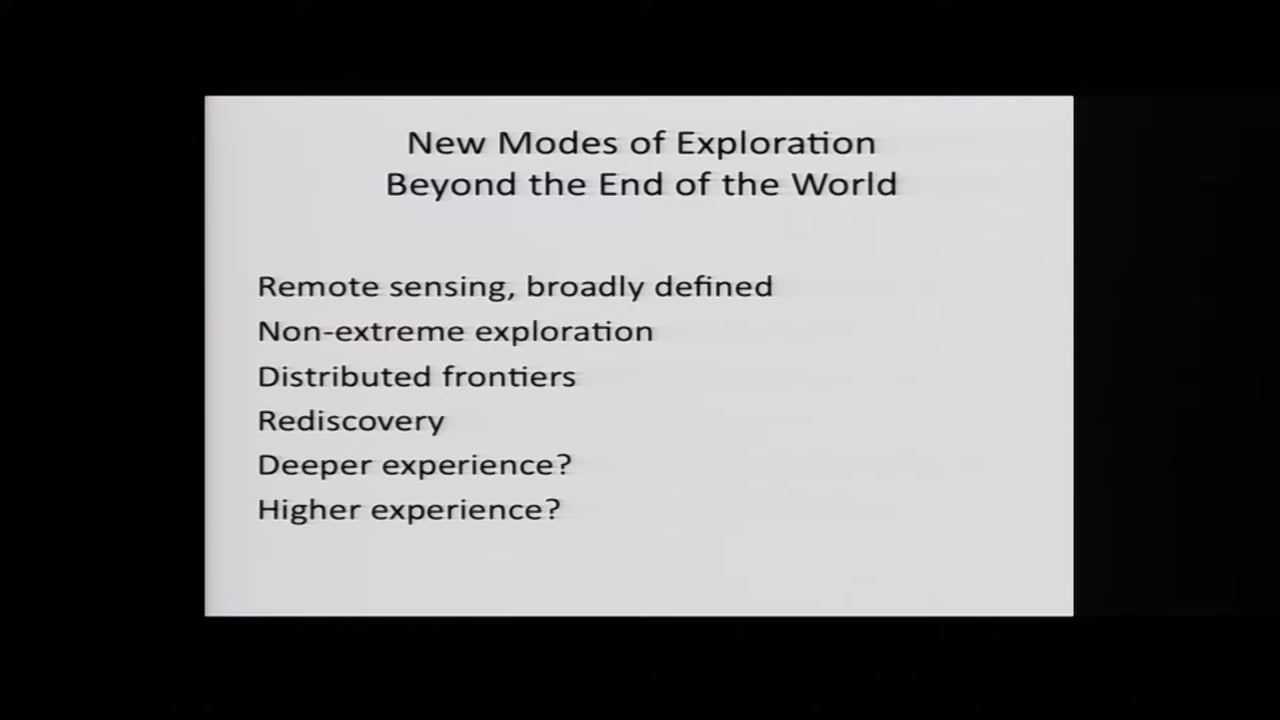 New Modes of Exploration
Beyond the End of the World
Remote sensing, broadly defined
Non-extreme exploration
Distributed frontiers
Rediscovery
Deeper experience?
Higher experience?